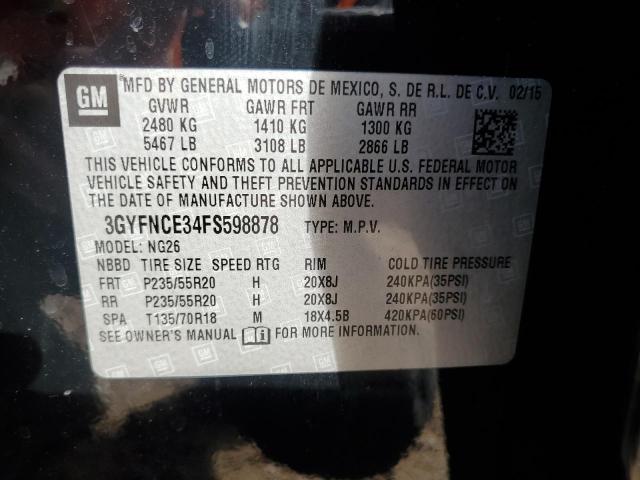 GM
MFD BY GENERAL MOTORS DE MEXICO, S. DE R.L. DE C.V. 02/15
GVWR GAWR FRT GAWR RR
2480 KG 1410 KG 1300 KG
5467 LB 3108 LB 2866 LB
THIS VEHICLE CONFORMS TO ALL APPLICABLE U.S. FEDERAL MOTOR
VEHICLE SAFETY AND THEFT PREVENTION STANDARDS IN EFFECT ON
THE DATE OF MANUFACTURE SHOWN ABOVE.
3GYFNCE34FS598878 TYPE: M.P.V.
MODEL: NG26
NBBD TIRE SIZE SPEED RTG RIM COLD TIRE PRESSURE
FRT P235/55R20 H 20X8J 240KPA(35PSI)
RR P235/55R20 H 20X8J 240KPA(35PSI)
SPA T135/70R18 M 18X4.5B 420KPA(60PSI)
SEE OWNER'S MANUAL i FOR MORE INFORMATION.